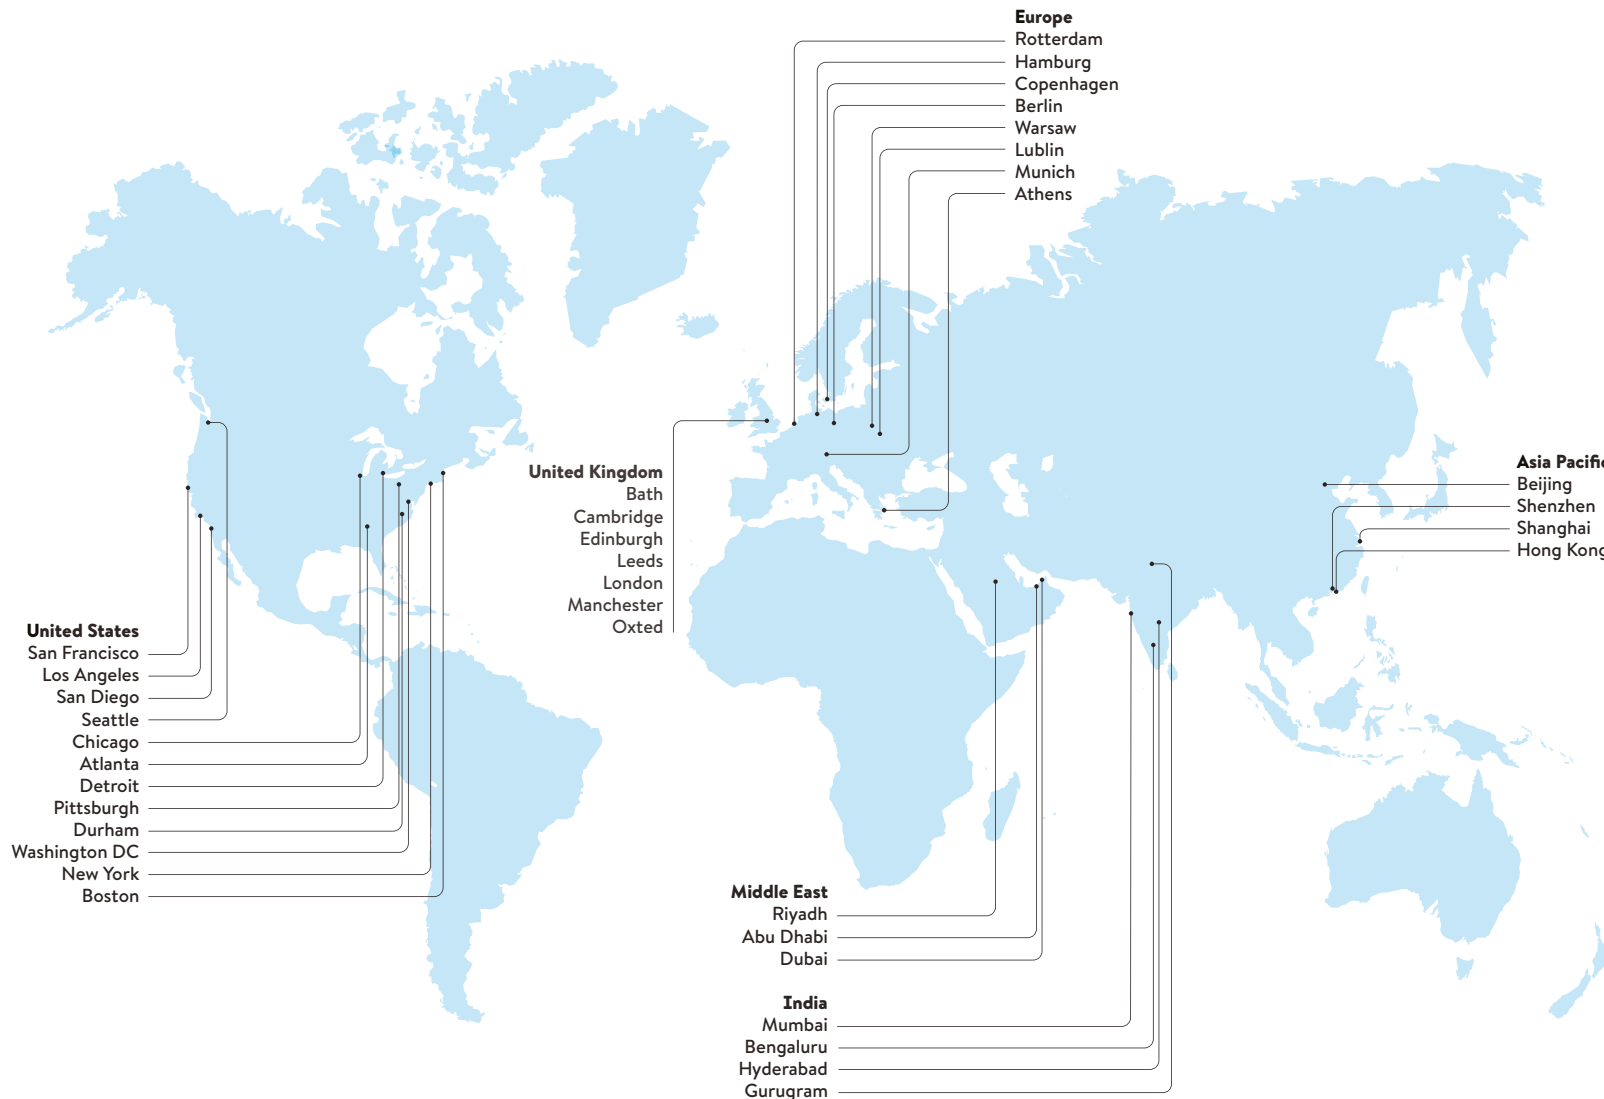 Europe
Rotterdam
Hamburg
Copenhagen
Berlin
Warsaw
Lublin
Munich
Athens
United Kingdom
Bath
Cambridge
Edinburgh
Leeds
London
Manchester
Oxted
Asia Pacific
Beijing
Shenzhen
Shanghai
Hong Kong
United States
San Francisco
Los Angeles
San Diego
Seattle
Chicago
Atlanta
Detroit
Pittsburgh
Durham
Washington DC
New York
Boston
Middle East
Riyadh
Abu Dhabi
Dubai
India
Mumbai
Bengaluru
Hyderabad
Gurugram